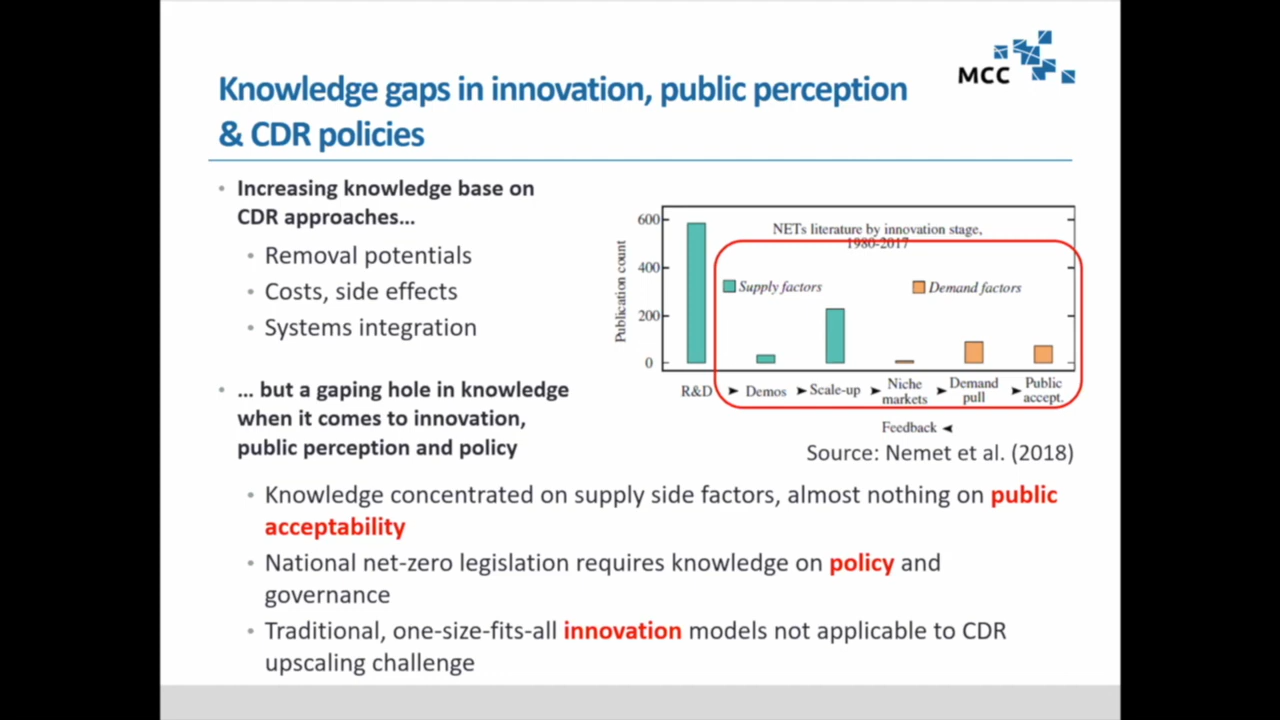 MCC
Knowledge gaps in innovation, public perception
& CDR policies
• Increasing knowledge base on
CDR approaches...
• Removal potentials
• Costs, side effects
• Systems integration
• ... but a gaping hole in knowledge
when it comes to innovation,
public perception and policy
NETs literature by innovation stage,
1980-2017
Publication count
600
400
200
0
Supply factors
Demand factors
R&D ➤ Demos ➤ Scale-up ➤ Niche markets ➤ Demand pull ➤ Public accept.
Feedback ◄
Source: Nemet et al. (2018)
• Knowledge concentrated on supply side factors, almost nothing on public
acceptability
• National net-zero legislation requires knowledge on policy and
governance
• Traditional, one-size-fits-all innovation models not applicable to CDR
upscaling challenge